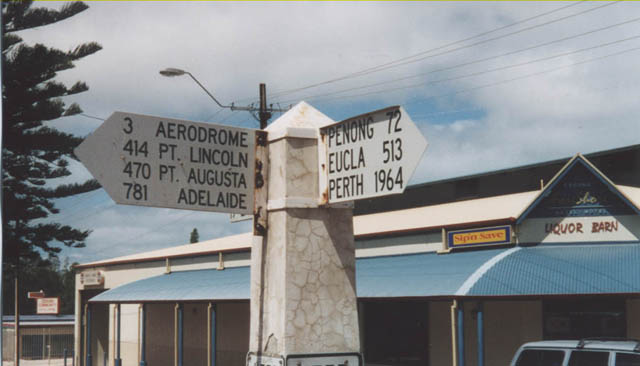 3 AERODROME
414 PT. LINCOLN
470 PT. AUGUSTA
781 ADELAIDE
PENONG 72
EUCLA 513
PERTH 1964
Sip'n Save
LIQUOR BARN